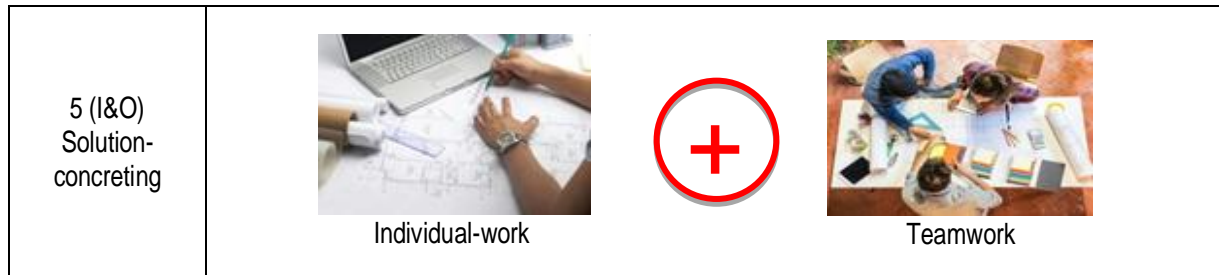 5 (I&O)
Solution-
concreting
+
Individual-work
Teamwork